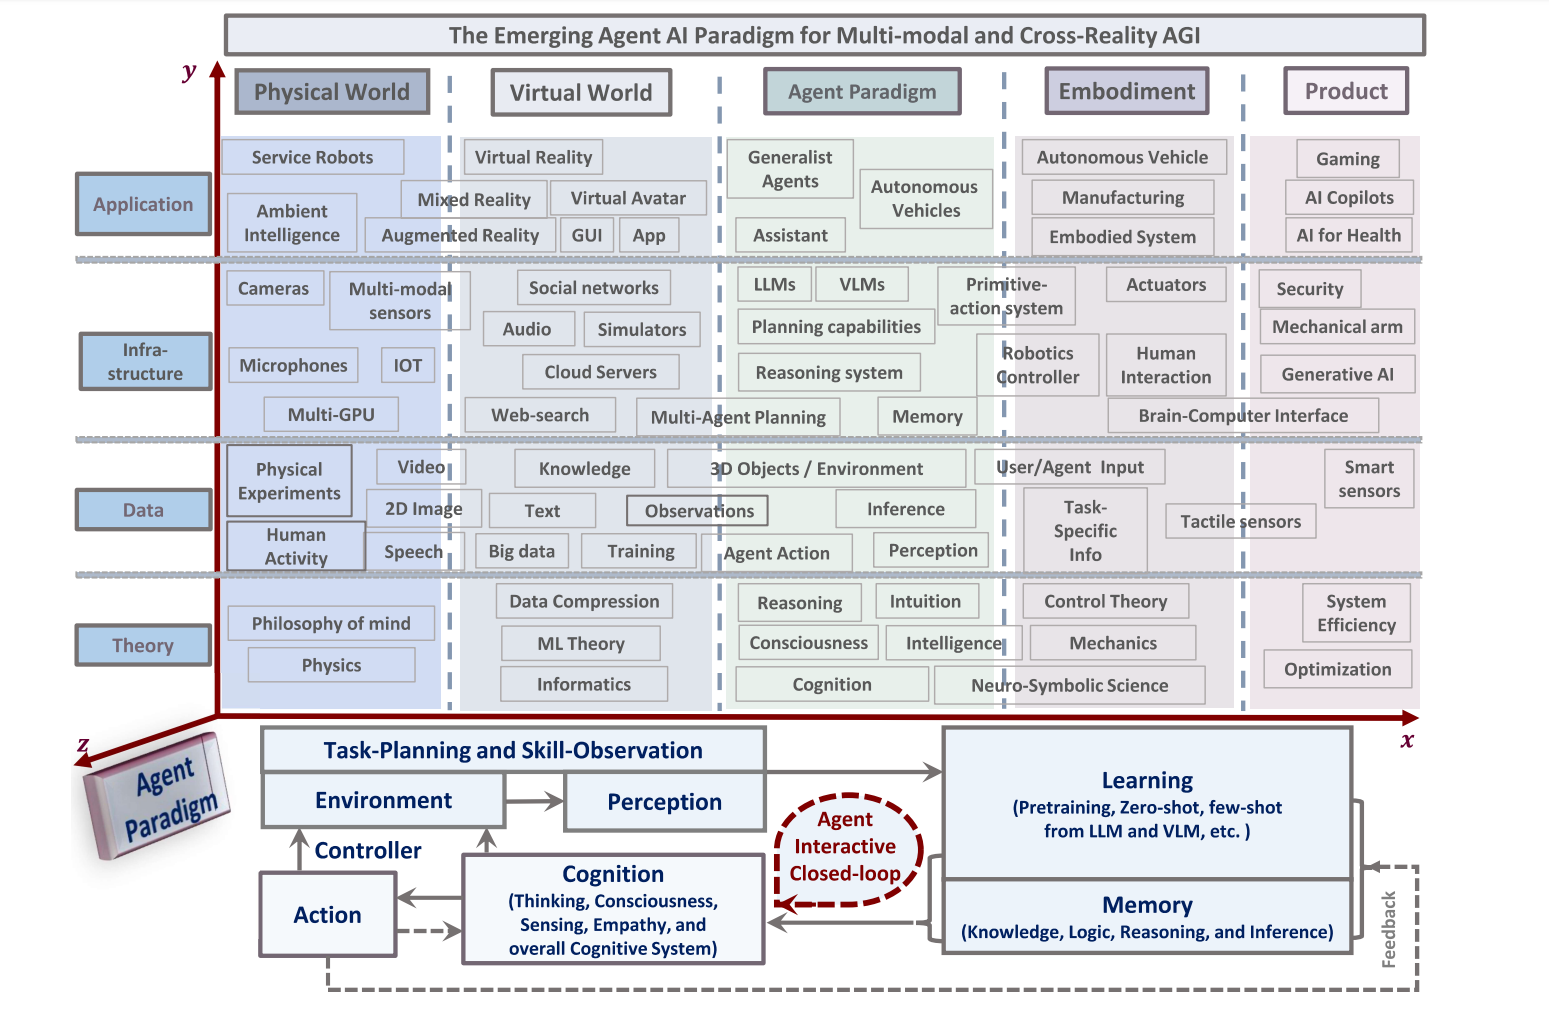 The Emerging Agent AI Paradigm for Multi-modal and Cross-Reality AGI
y
Physical World
Virtual World
Agent Paradigm
Embodiment
Product
Application
Service Robots
Ambient
Intelligence
Mixed Reality
Augmented Reality
Virtual Reality
Virtual Avatar
GUI
App
Generalist
Agents
Autonomous
Vehicles
Assistant
Autonomous Vehicle
Manufacturing
Embodied System
Gaming
AI Copilots
AI for Health
Infra-
structure
Cameras
Multi-modal
sensors
Microphones
IOT
Multi-GPU
Social networks
Audio
Simulators
Cloud Servers
Web-search
Multi-Agent Planning
LLMs
VLMs
Primitive-
action system
Planning capabilities
Reasoning system
Memory
Robotics
Controller
Actuators
Human
Interaction
Brain-Computer Interface
Security
Mechanical arm
Generative AI
Data
Physical
Experiments
Human
Activity
Video
2D Image
Speech
Knowledge
Text
Observations
Big data
Training
3D Objects / Environment
Inference
Agent Action
Perception
User/Agent Input
Task-
Specific
Info
Tactile sensors
Smart
sensors
Theory
Philosophy of mind
Physics
Data Compression
ML Theory
Informatics
Reasoning
Intuition
Consciousness
Intelligence
Cognition
Neuro-Symbolic Science
Control Theory
Mechanics
System
Efficiency
Optimization
z
x
Agent
Paradigm
Task-Planning and Skill-Observation
Environment
Perception
Controller
Action
Cognition
(Thinking, Consciousness,
Sensing, Empathy, and
overall Cognitive System)
Agent
Interactive
Closed-loop
Learning
(Pretraining, Zero-shot, few-shot
from LLM and VLM, etc. )
Memory
(Knowledge, Logic, Reasoning, and Inference)
Feedback